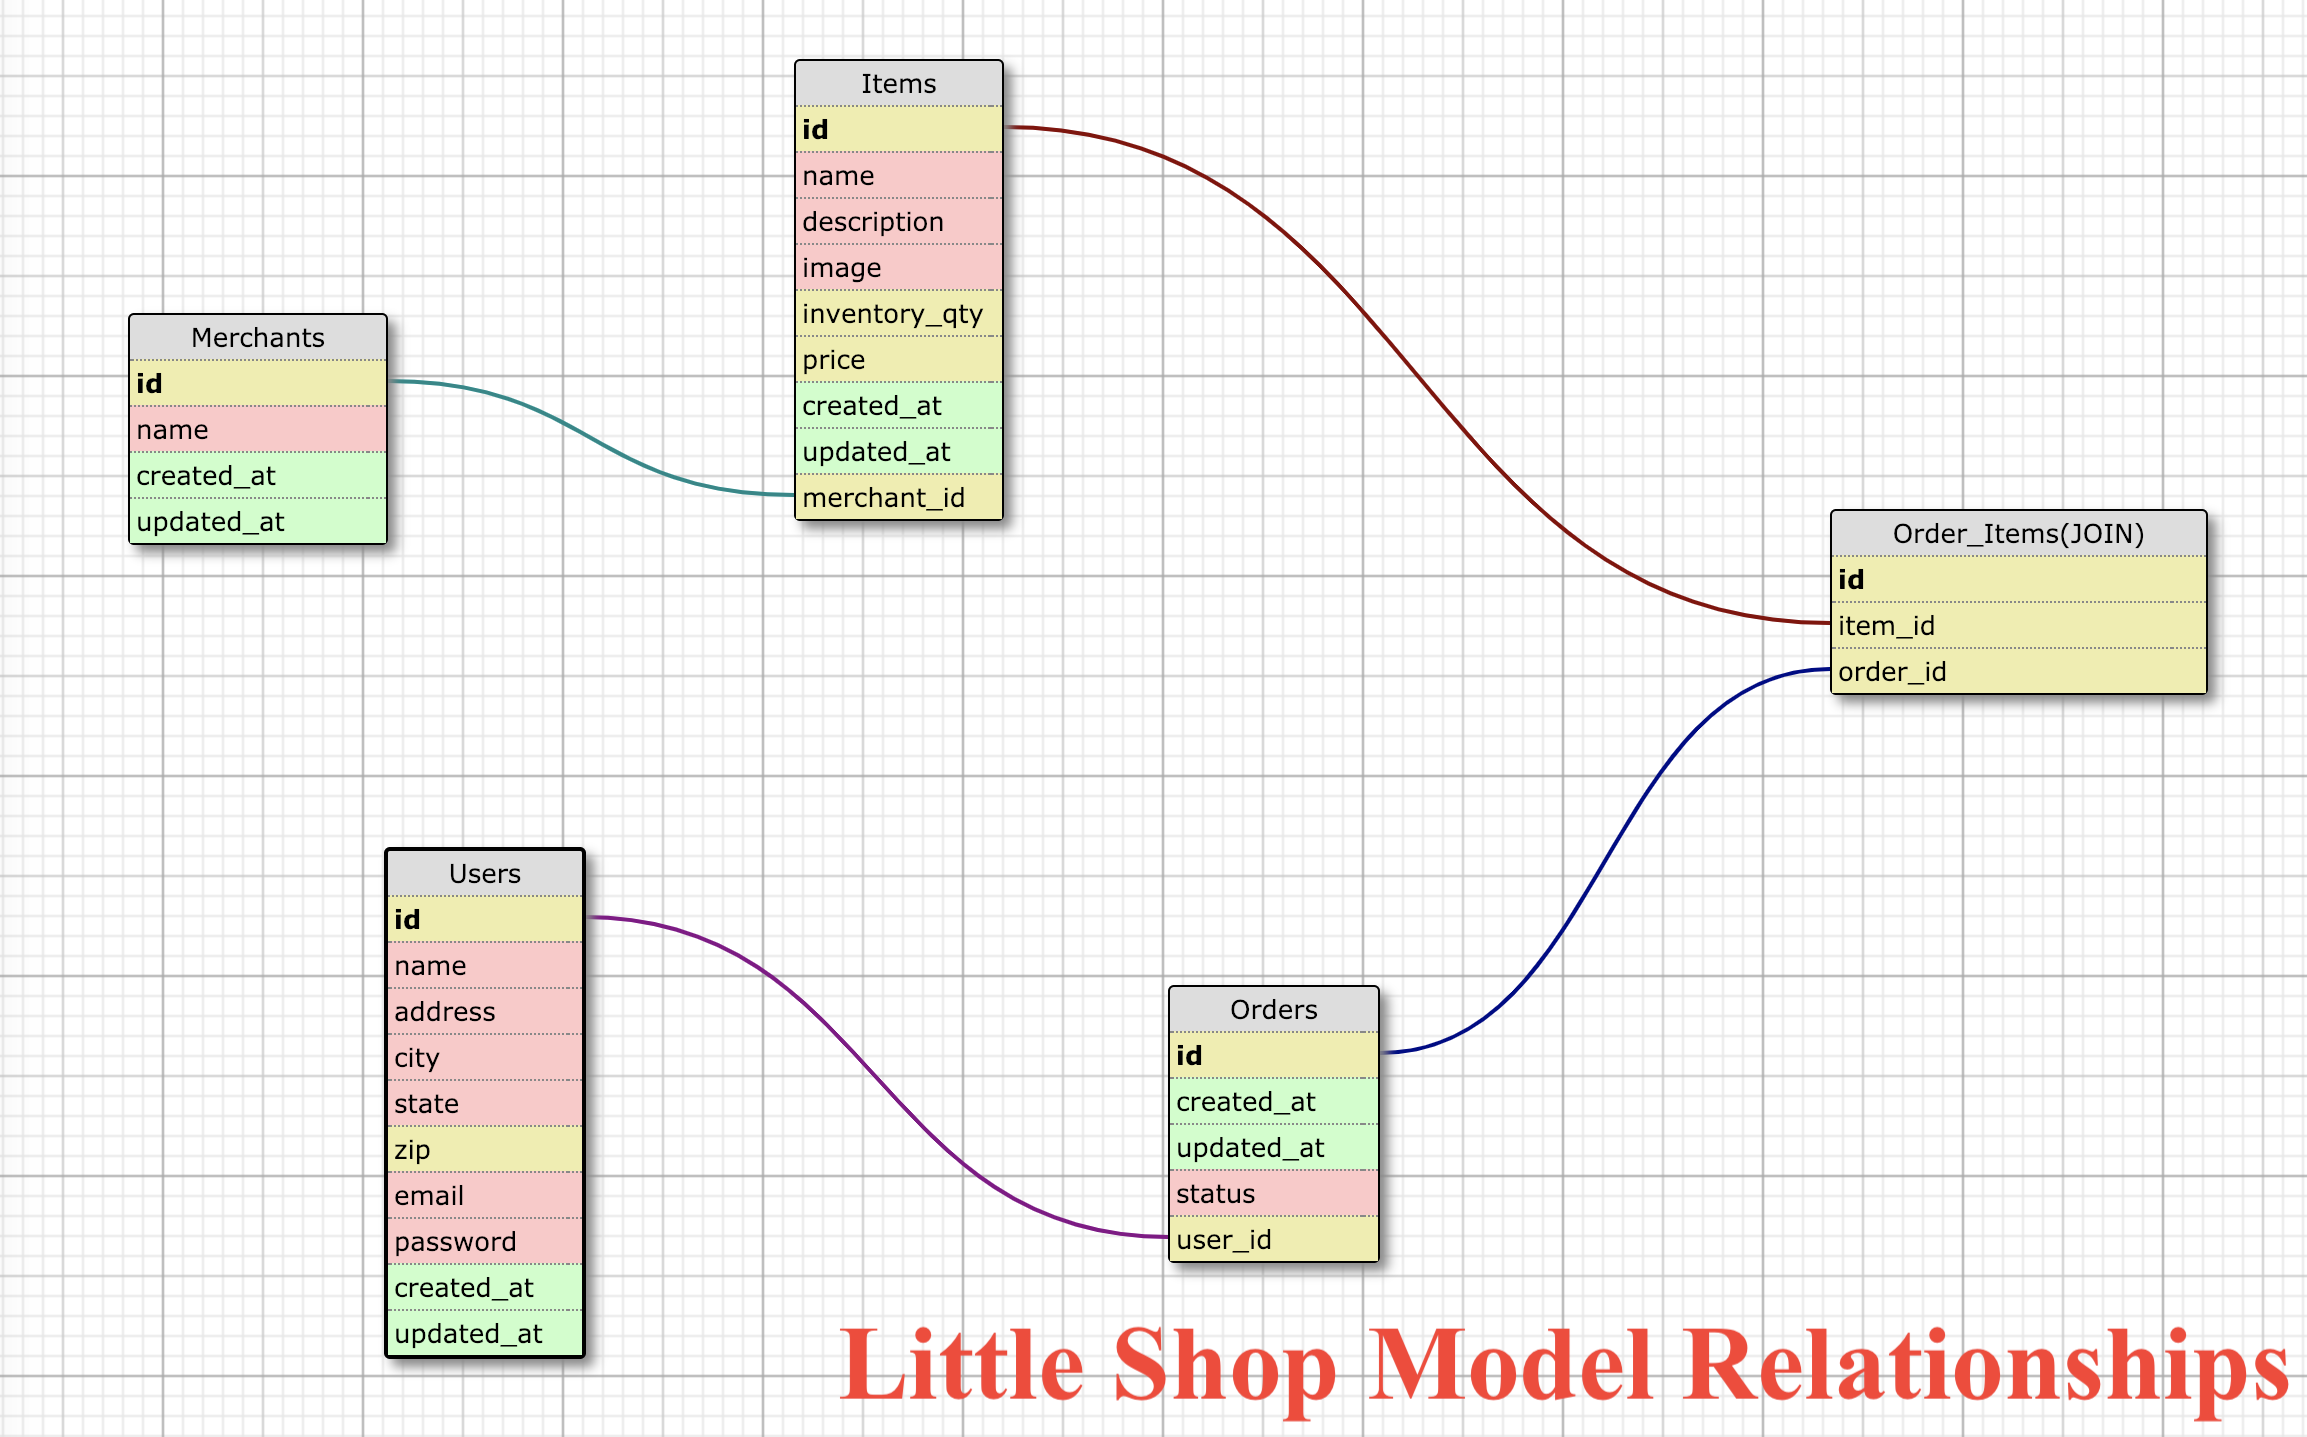 Items
id
name
description
image
inventory_qty
price
created_at
updated_at
merchant_id
Merchants
id
name
created_at
updated_at
Order_Items(JOIN)
id
item_id
order_id
Users
id
name
address
city
state
zip
email
password
created_at
updated_at
Orders
id
created_at
updated_at
status
user_id
Little Shop Model Relationships